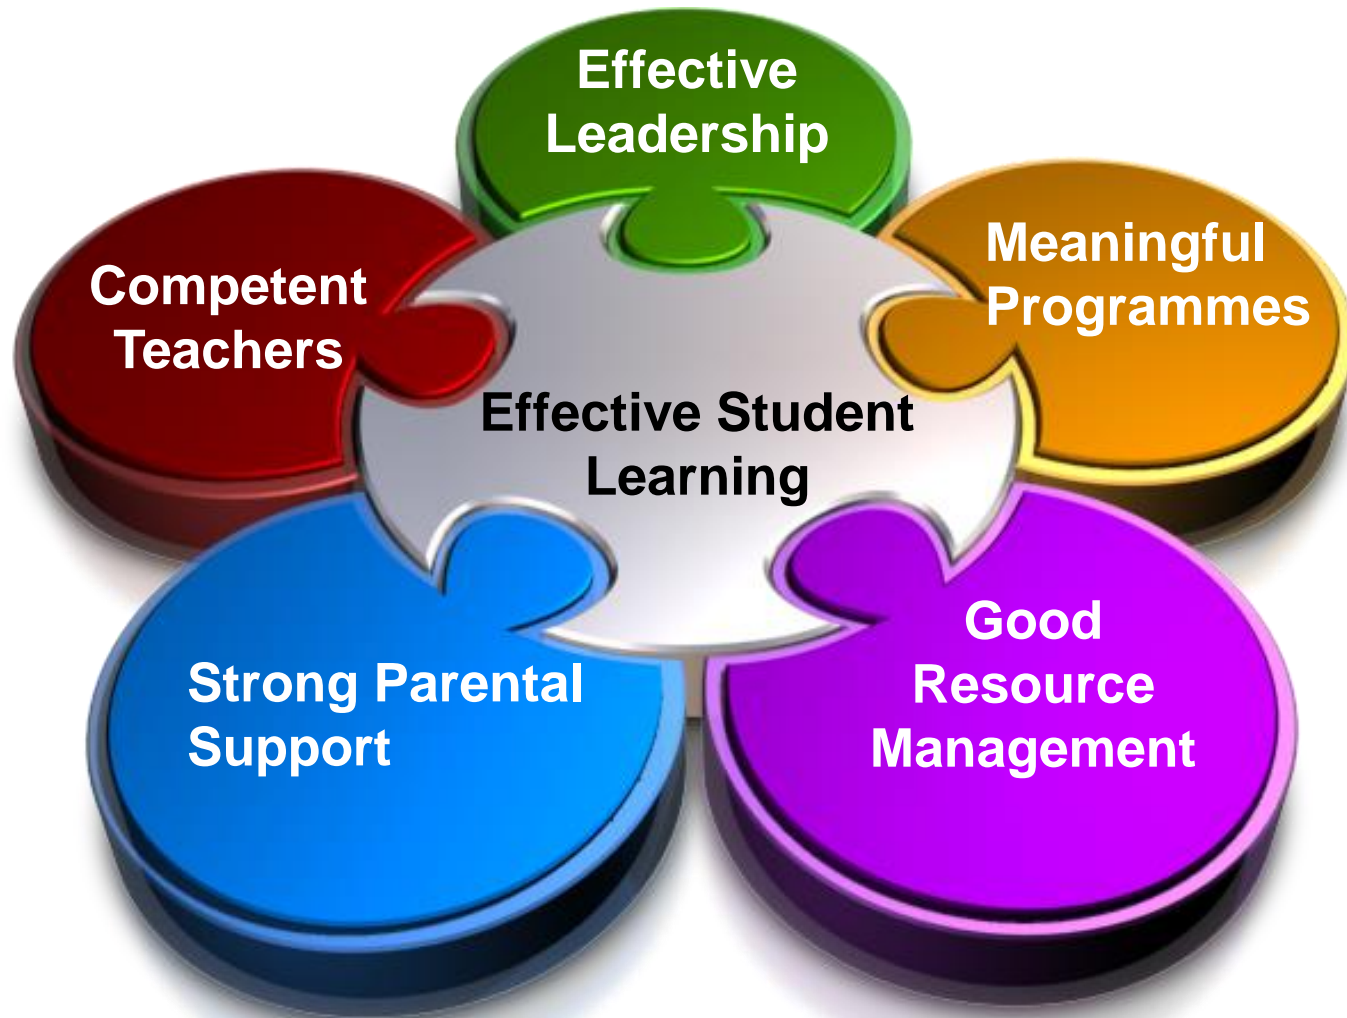 Effective
Leadership
Meaningful
Programmes
Competent
Teachers
Effective Student
Learning
Good
Resource
Management
Strong Parental
Support